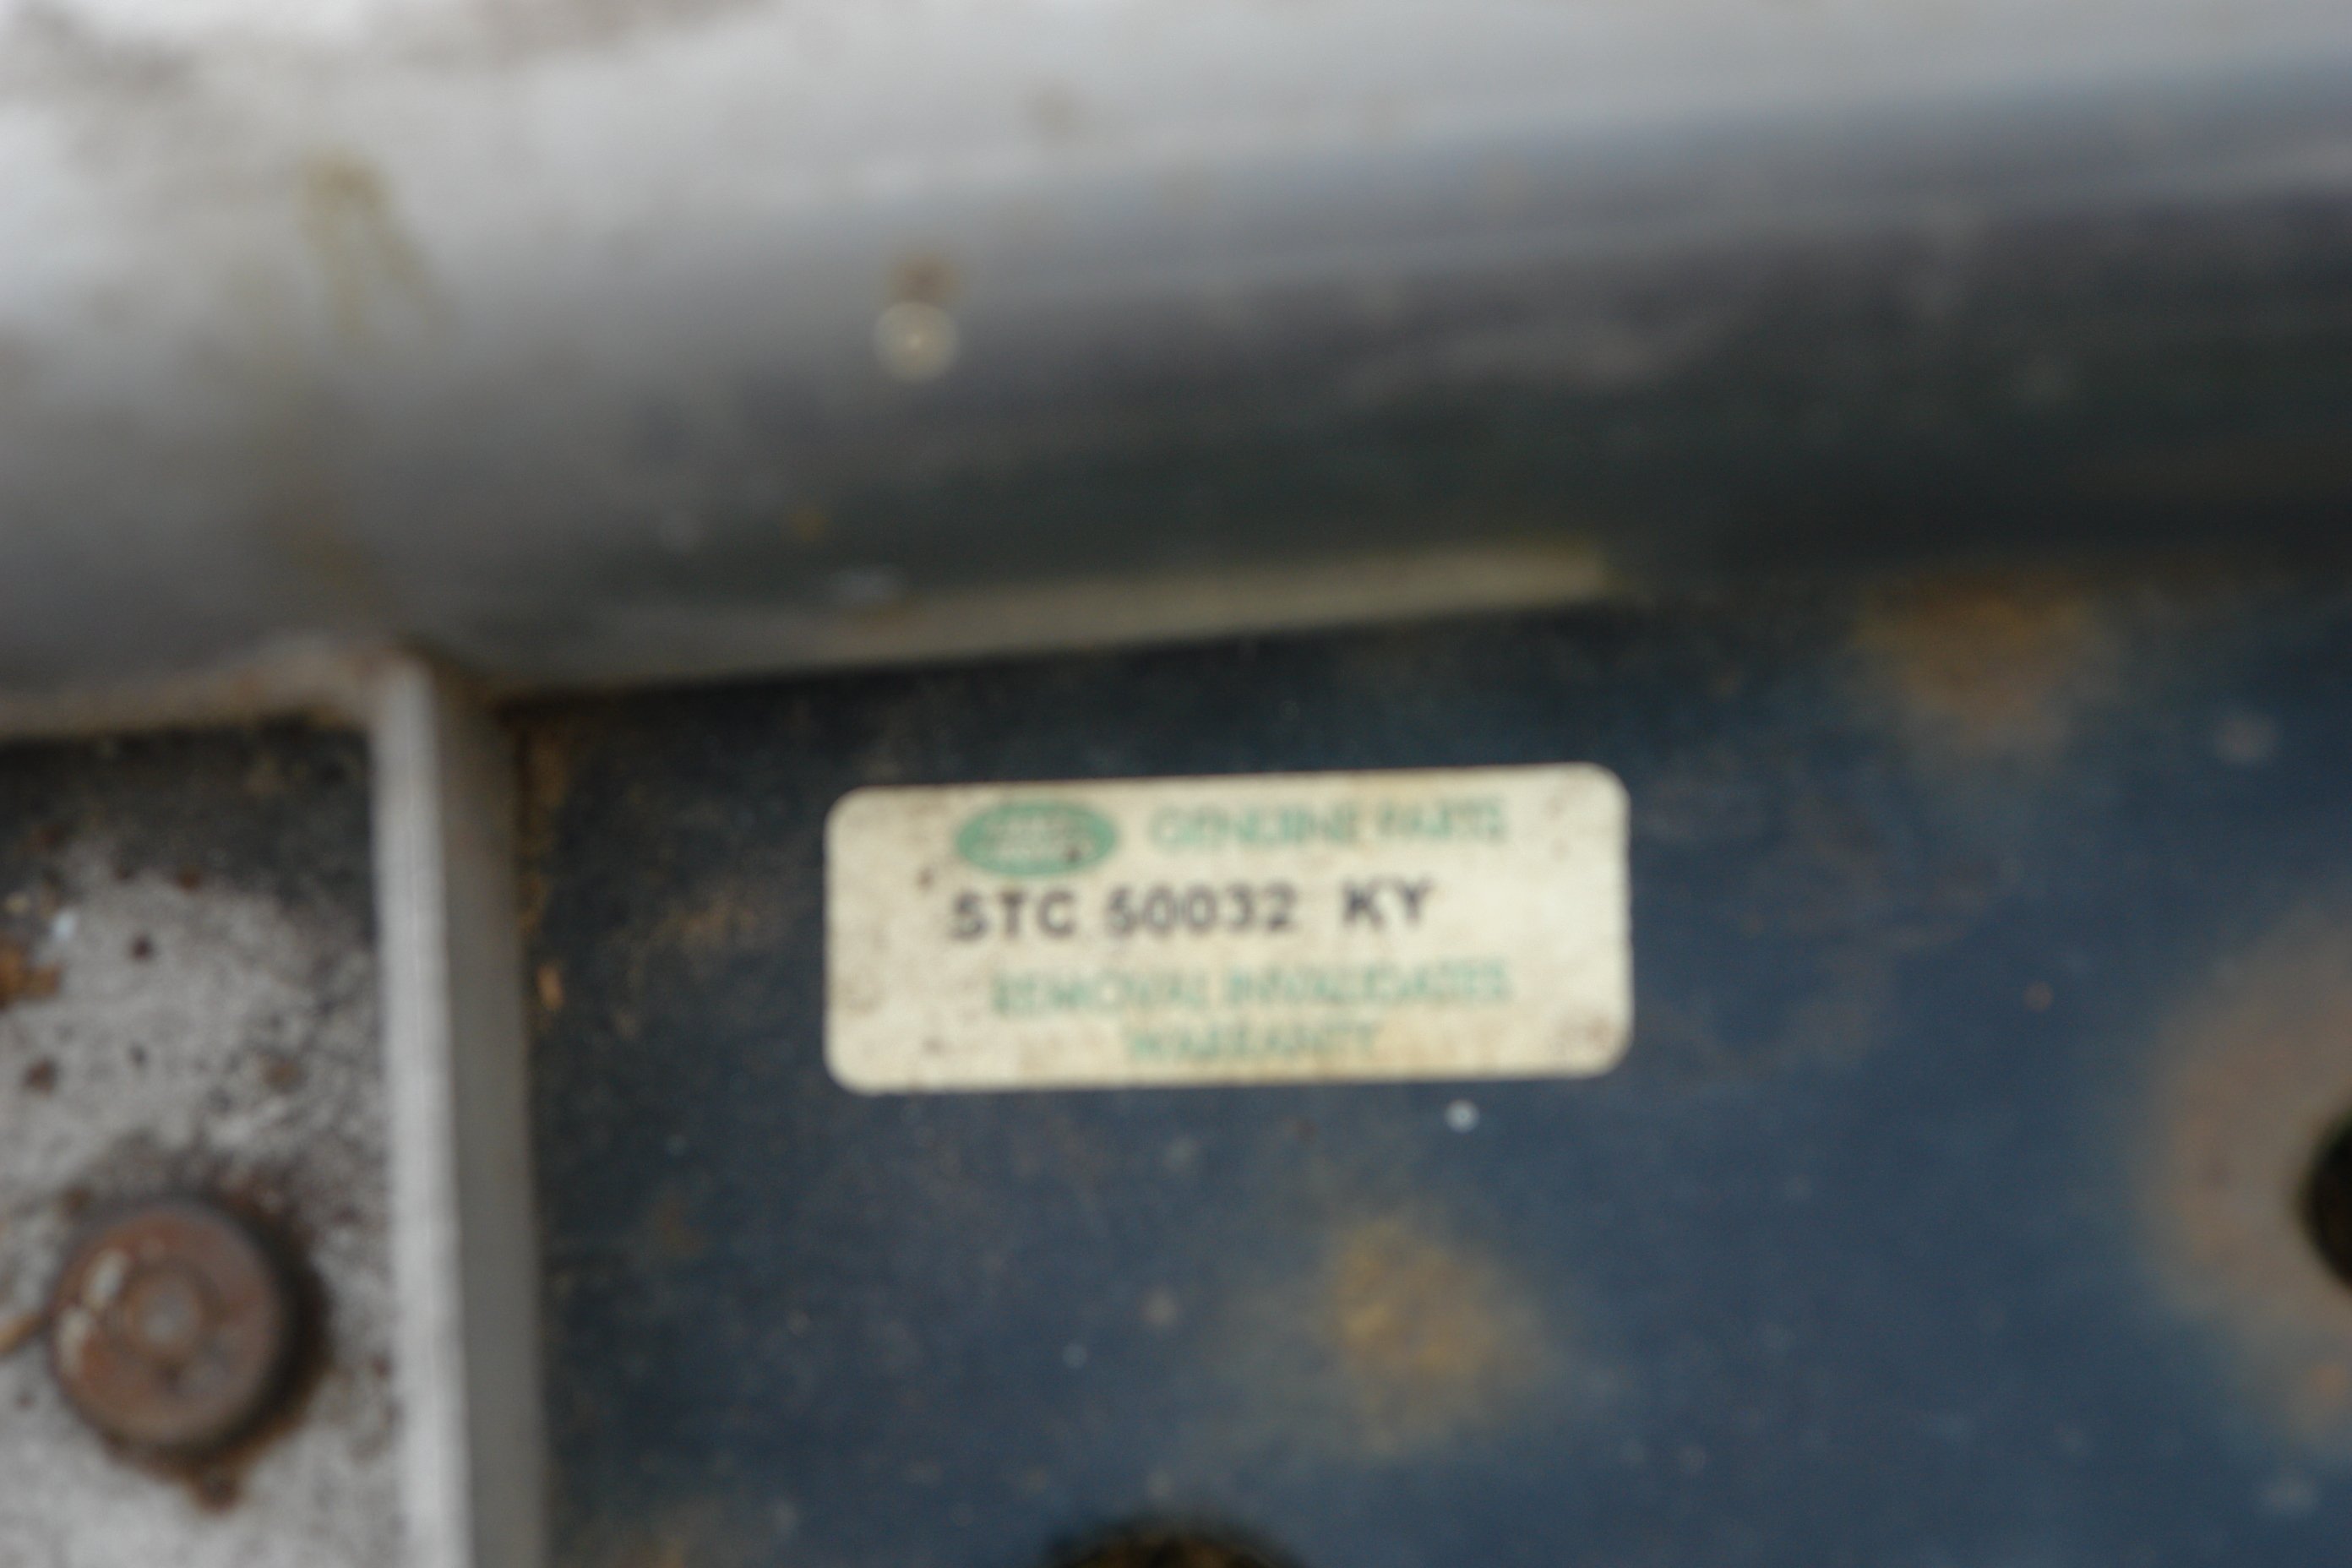 GENUINE PARTS
STC 50032 KY
REMOVAL INVALIDATES
WARRANTY